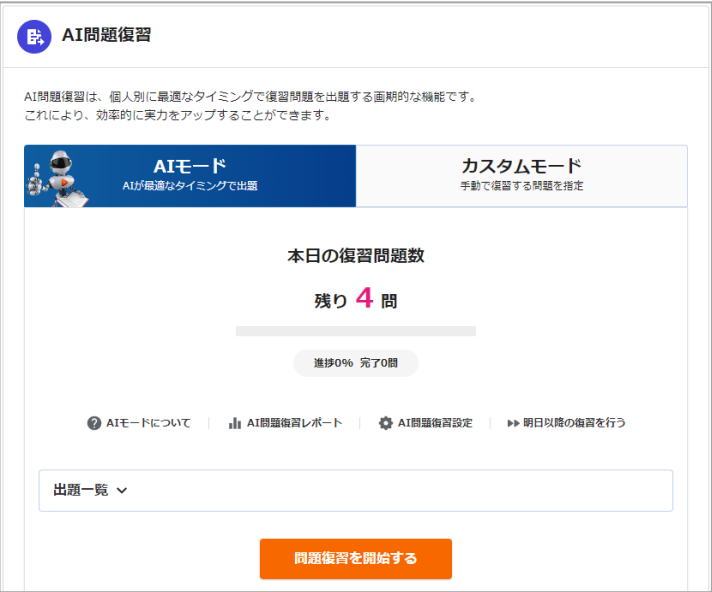 AI問題復習
AI問題復習は、個人別に最適なタイミングで復習問題を出題する画期的な機能です。
これにより、効率的に実力をアップすることができます。
AIモード
AIが最適なタイミングで出題
カスタムモード
手動で復習する問題を指定
本日の復習問題数
残り 4 問
進捗0% 完了0問
AIモードについて
AI問題復習レポート
AI問題復習設定
明日以降の復習を行う
出題一覧
問題復習を開始する